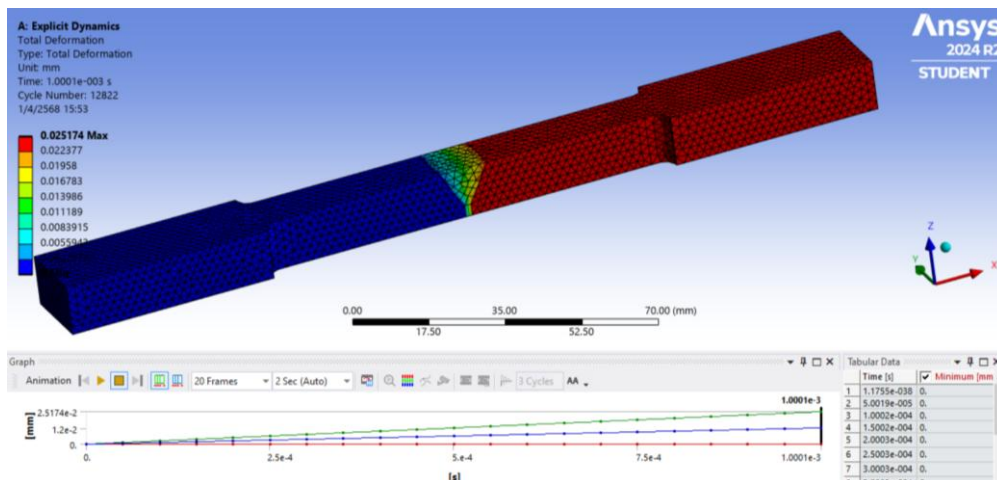 A: Explicit Dynamics
Total Deformation
Type: Total Deformation
Unit: mm
Time: 1.0001e-003 s
Cycle Number: 12822
1/4/2568 15:53
Ansys
2024 R2
STUDENT
0.025174 Max
0.022377
0.01958
0.016783
0.013986
0.011189
0.0083915
0.0055943
Z
Y
X
0.00 35.00 70.00 (mm)
17.50 52.50
Graph
Animation 20 Frames 2 Sec (Auto) 3 Cycles AA
1.0001e-3
2.5174e-2
1.2e-2
0.
[mm]
0. 2.5e-4 5.e-4 7.5e-4 1.0001e-3
[s]
Tabular Data
Time [s] Minimum [mm
1 1.1755e-038 0.
2 5.0019e-005 0.
3 1.0002e-004 0.
4 1.5002e-004 0.
5 2.0003e-004 0.
6 2.5003e-004 0.
7 3.0003e-004 0.